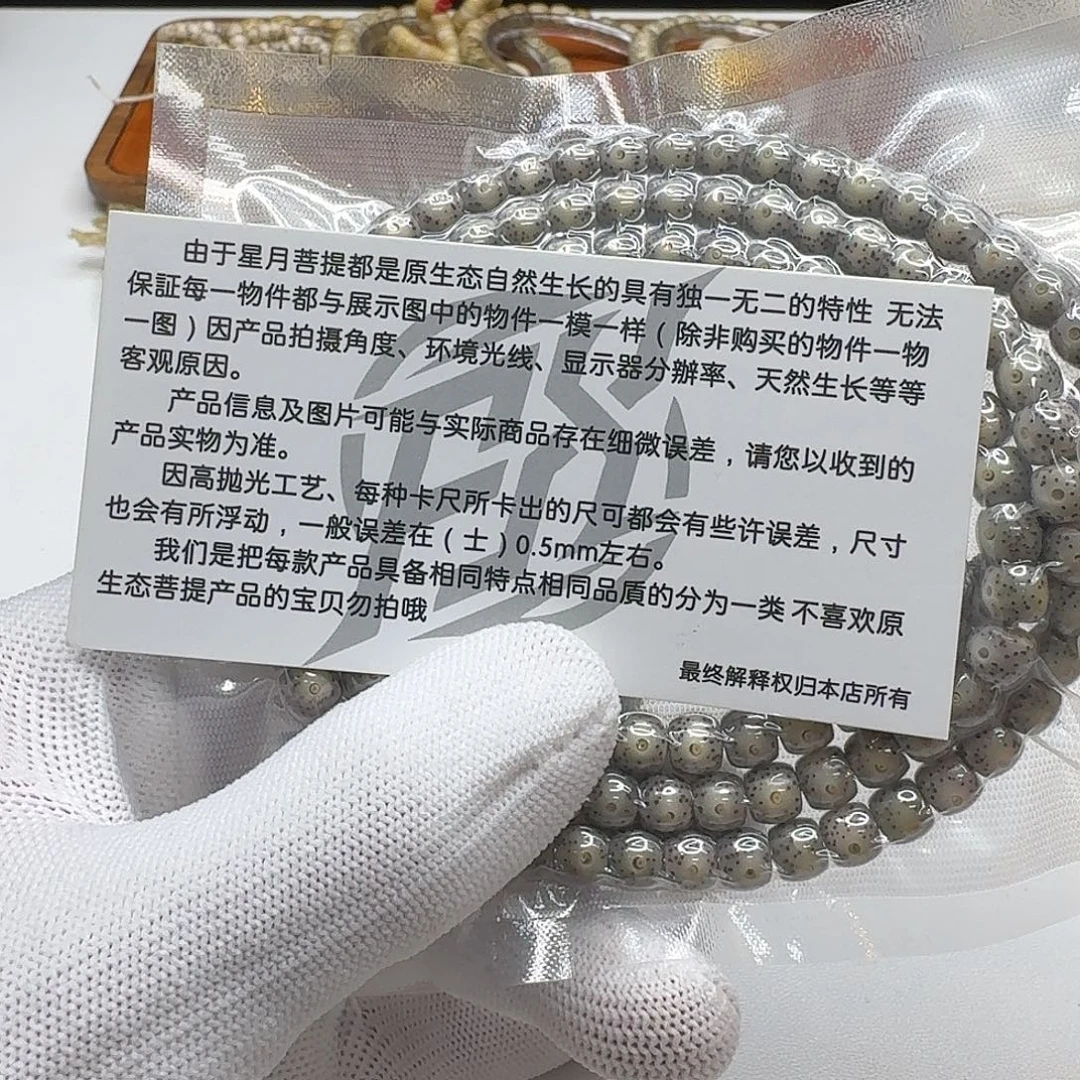 由于星月菩提都是原生态自然生长的具有独一无二的特性 无法
保証每一物件都与展示图中的物件一模一样（除非购买的物件一物
一图）因产品拍摄角度、环境光线、显示器分辦率、天然生长等等
客观原因。
产品信息及图片可能与实际商品存在细微误差，请您以收到的
产品实物为准。
因高抛光工艺、每种卡尺所卡出的尺可都会有些许误差，尺寸
也会有所浮动，一般误差在（士）0.5mm左右。
我们是把每款产品具备相同特点相同品質的分为一类 不喜欢原
生态菩提产品的宝贝勿拍哦
最终解释权归本店所有